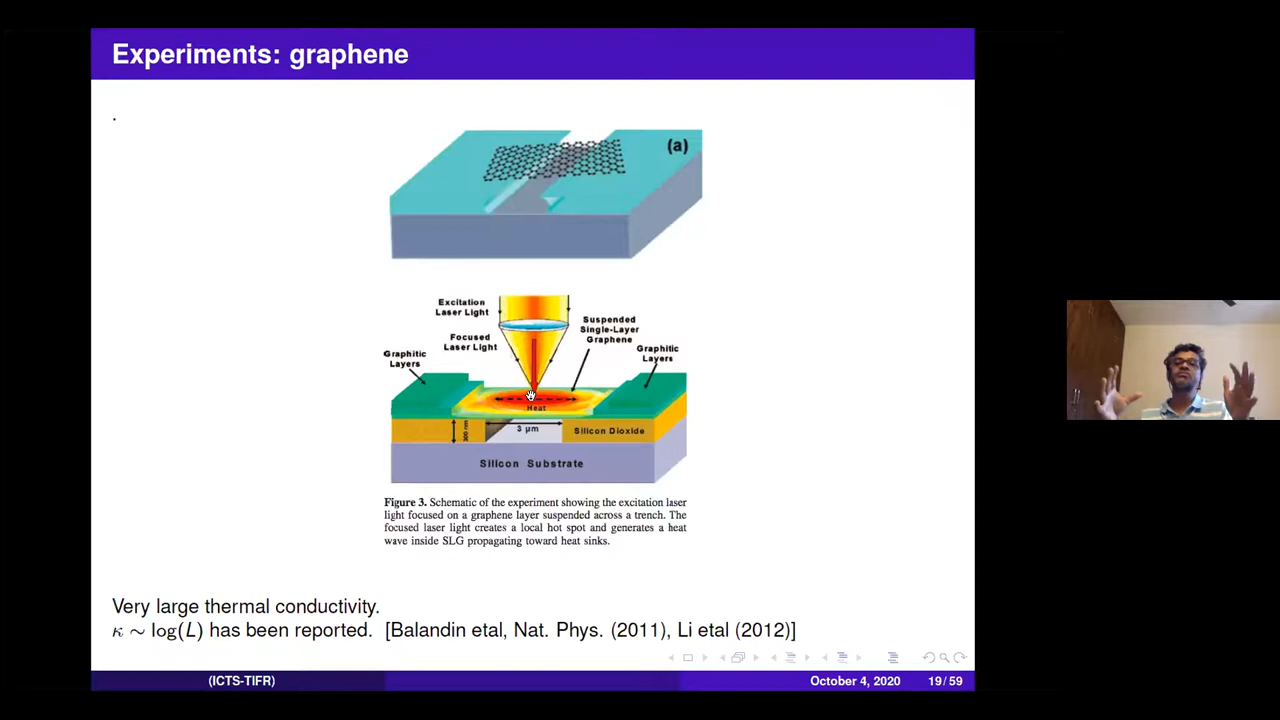 Experiments: graphene
.
(a)
Excitation
Laser Light
Focused
Laser Light
Suspended
Single-Layer
Graphene
Graphitic
Layers
Graphitic
Layers
Heat
300 nm
3 μm
Silicon Dioxide
Silicon Substrate
Figure 3. Schematic of the experiment showing the excitation laser
light focused on a graphene layer suspended across a trench. The
focused laser light creates a local hot spot and generates a heat
wave inside SLG propagating toward heat sinks.
Very large thermal conductivity.
κ ∼ log(L) has been reported. [Balandin etal, Nat. Phys. (2011), Li etal (2012)]
(ICTS-TIFR)
October 4, 2020
19/59